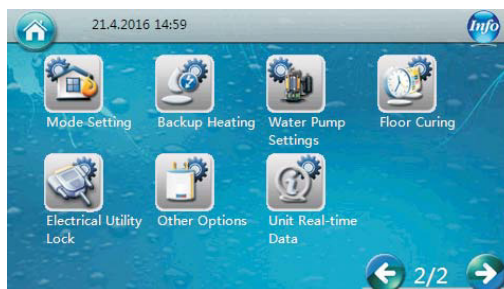 21.4.2016 14:59
Info
Mode Setting
Backup Heating
Water Pump
Settings
Floor Curing
Electrical Utility
Lock
Other Options
Unit Real-time
Data
2/2